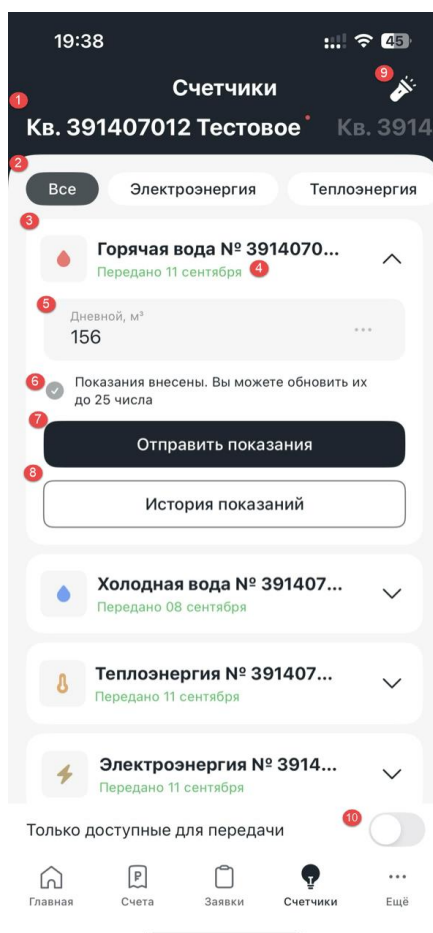 19:38
45
Счетчики
9
1
Кв. 391407012 Тестовое
Кв. 3914
2
Все
Электроэнергия
Теплоэнергия
3
Горячая вода № 3914070...
Передано 11 сентября
4
5
Дневной, м³
156
6
Показания внесены. Вы можете обновить их
до 25 числа
7
Отправить показания
8
История показаний
Холодная вода № 391407...
Передано 08 сентября
Теплоэнергия № 391407...
Передано 11 сентября
Электроэнергия № 3914...
Передано 11 сентября
Только доступные для передачи
10
Главная
Счета
Заявки
Счетчики
Ещё